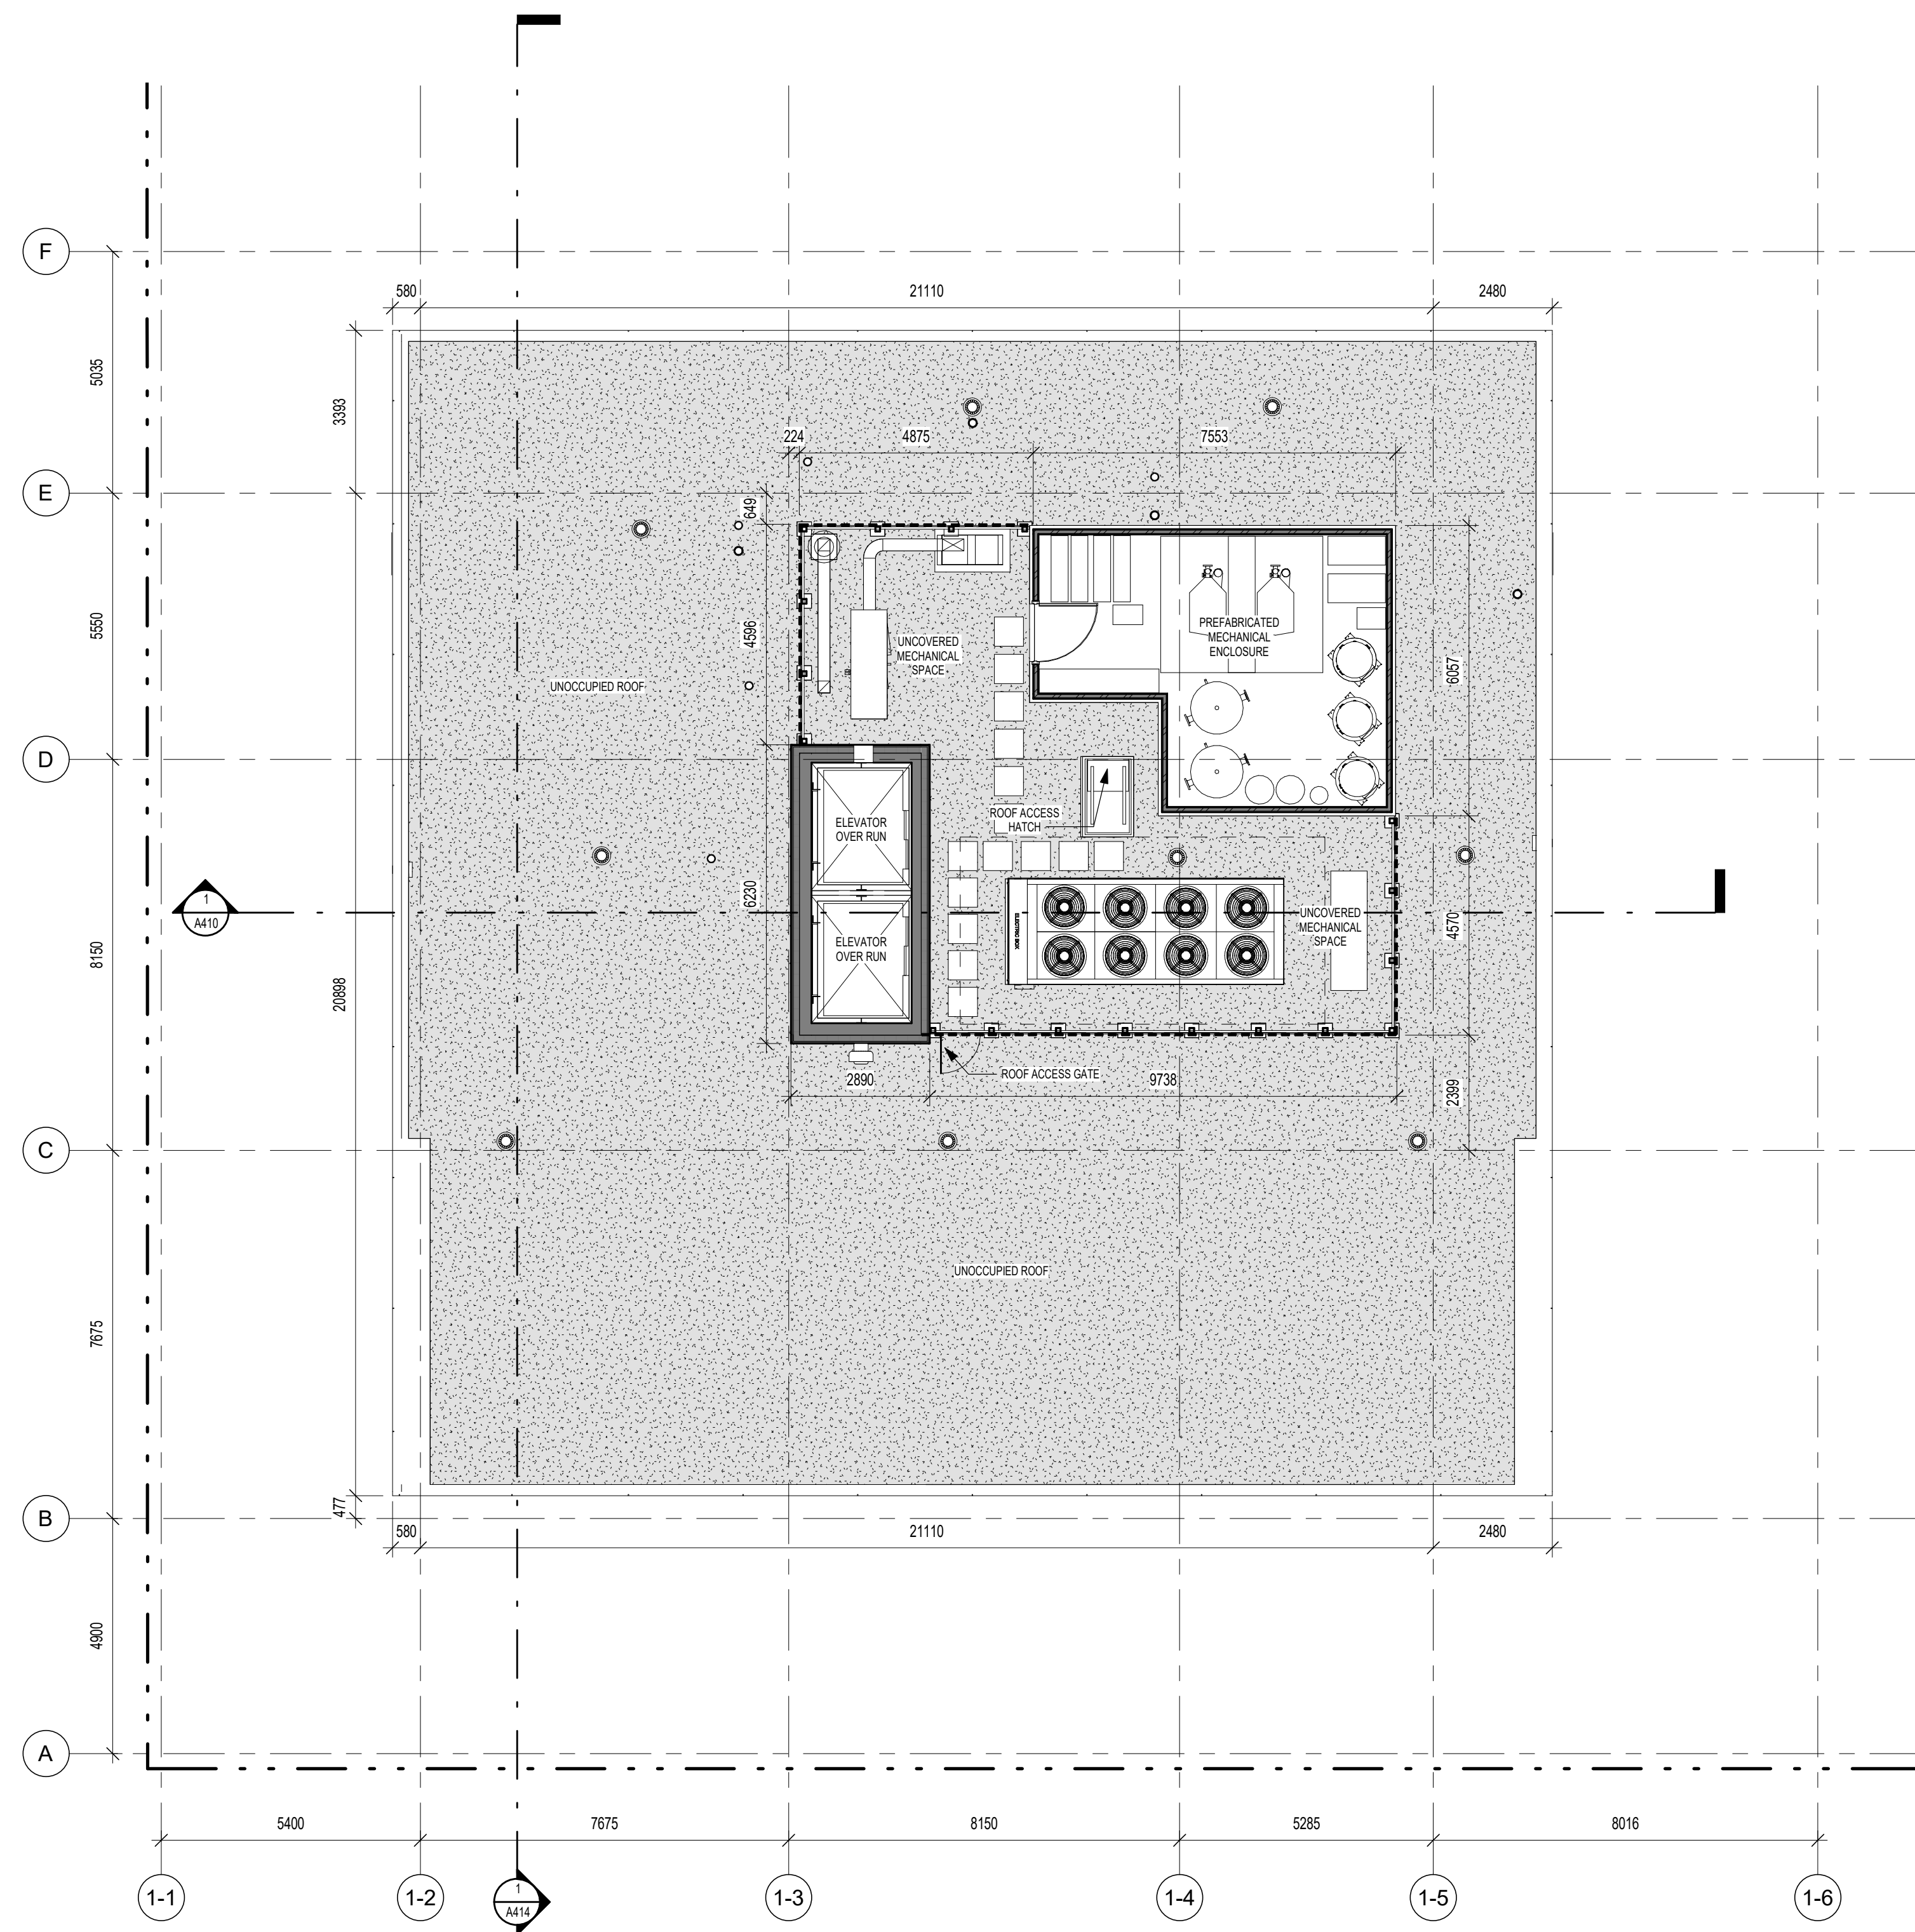 F
580
21110
2480
5035
3393
224
4875
7553
E
649
5550
4596
UNCOVERED
MECHANICAL
SPACE
PREFABRICATED
MECHANICAL
ENCLOSURE
6057
UNOCCUPIED ROOF
D
ROOF ACCESS
HATCH
ELEVATOR
OVER RUN
1
A410
8150
20898
6230
ELEVATOR
OVER RUN
ELECTRIC BOX
UNCOVERED
MECHANICAL
SPACE
4570
2890
ROOF ACCESS GATE
9738
2399
C
UNOCCUPIED ROOF
7675
477
B
580
21110
2480
4900
A
5400
7675
8150
5285
8016
1-1
1-2
1
A414
1-3
1-4
1-5
1-6